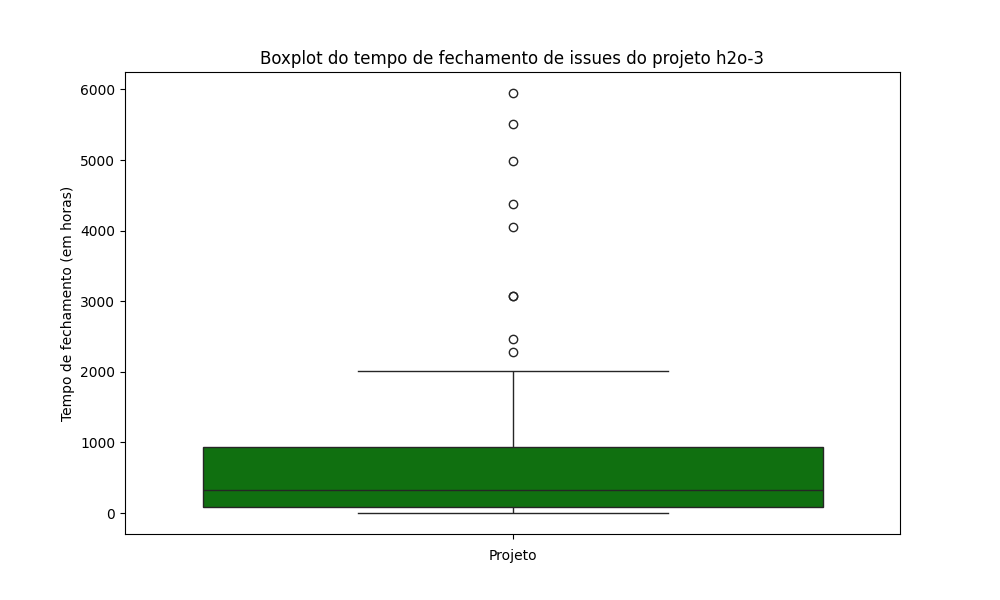 Boxplot do tempo de fechamento de issues do projeto h2o-3
Tempo de fechamento (em horas)
6000
5000
4000
3000
2000
1000
0
Projeto